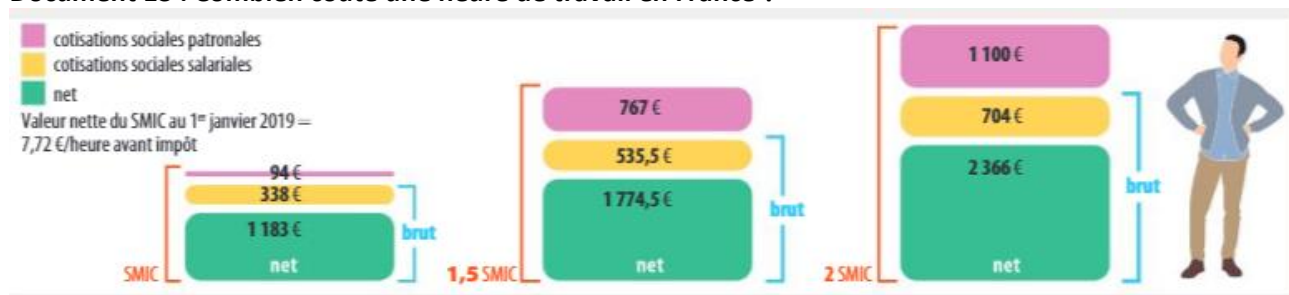 cotisations sociales patronales
cotisations sociales salariales
net
Valeur nette du SMIC au 1er janvier 2019 =
7,72 €/heure avant impôt
94 €
338 €
1 183 €
net
brut
SMIC
767 €
535,5 €
1 774,5 €
net
brut
1,5 SMIC
1 100 €
704 €
2 366 €
net
brut
2 SMIC